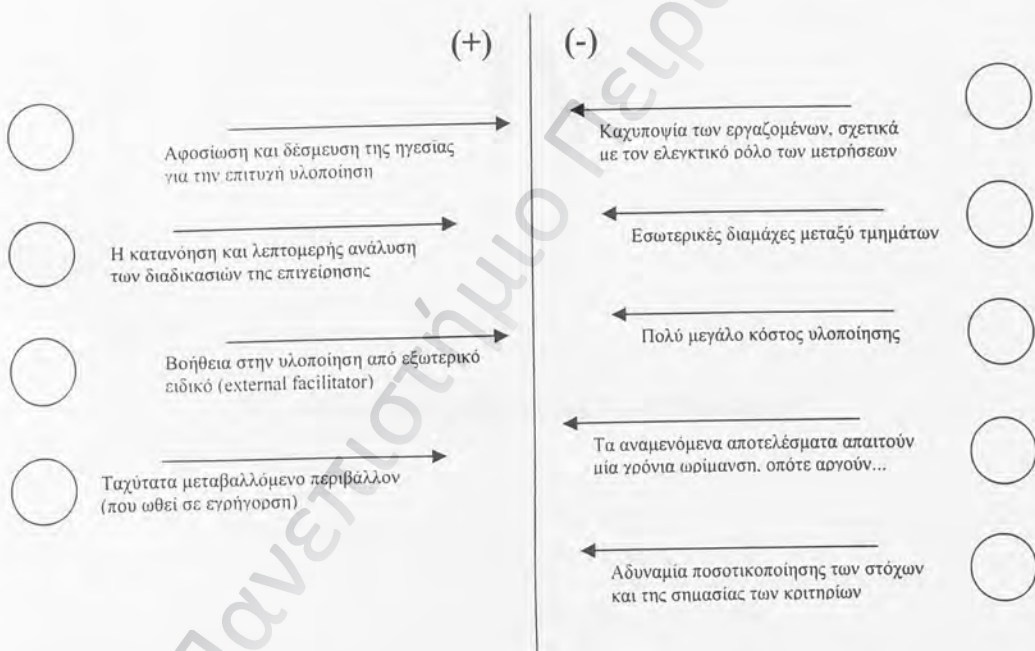 (+)
(-)
Αφοσίωση και δέσμευση της ηγεσίας
για την επιτυχή υλοποίηση
Η κατανόηση και λεπτομερής ανάλυση
των διαδικασιών της επιχείρησης
Βοήθεια στην υλοποίηση από εξωτερικό
ειδικό (external facilitator)
Ταχύτατα μεταβαλλόμενο περιβάλλον
(που ωθεί σε εγρήγορση)
Καχυποψία των εργαζομένων, σχετικά
με τον ελεγκτικό ρόλο των μετρήσεων
Εσωτερικές διαμάχες μεταξύ τμημάτων
Πολύ μεγάλο κόστος υλοποίησης
Τα αναμενόμενα αποτελέσματα απαιτούν
μία χρόνια ωρίμανση, οπότε αργούν...
Αδυναμία ποσοτικοποίησης των στόχων
και της σημασίας των κριτηρίων
Πανεπιστήμιο Πειρ